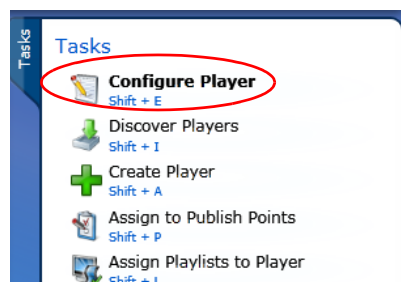 Tasks
Tasks
Configure Player
Shift + E
Discover Players
Shift + I
Create Player
Shift + A
Assign to Publish Points
Shift + P
Assign Playlists to Player
Shift + L